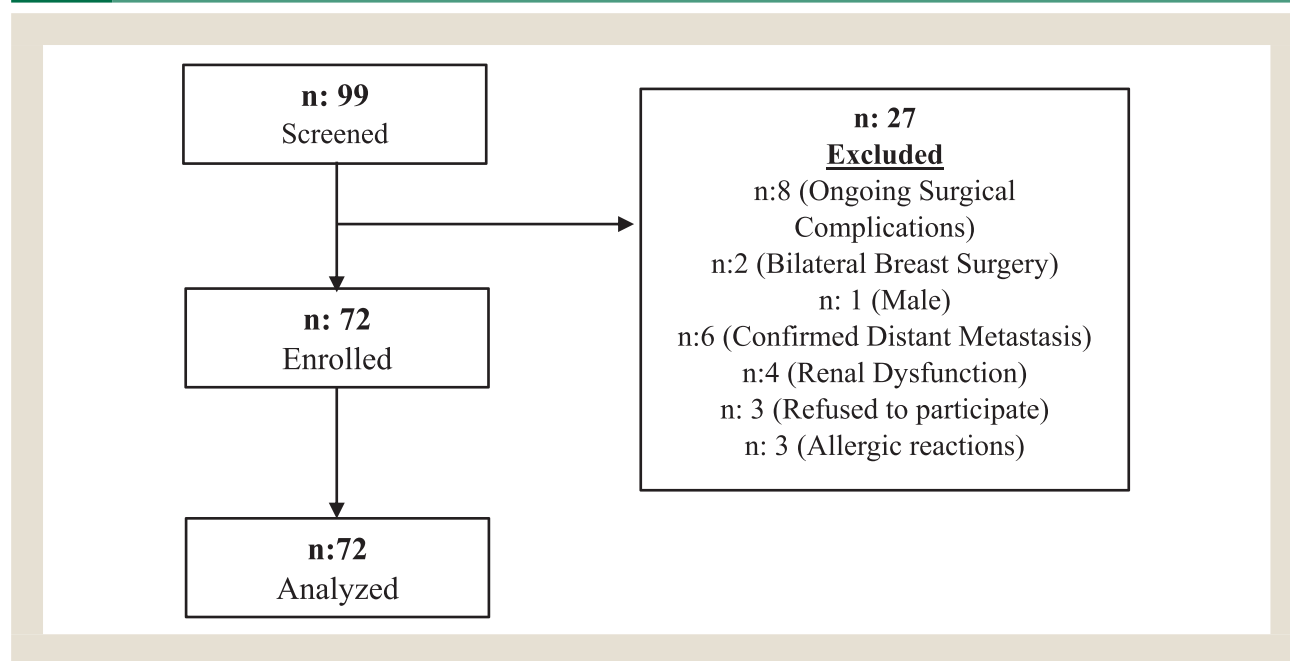 n: 99
Screened
n: 27
Excluded
n:8 (Ongoing Surgical
Complications)
n:2 (Bilateral Breast Surgery)
n: 1 (Male)
n:6 (Confirmed Distant Metastasis)
n:4 (Renal Dysfunction)
n: 3 (Refused to participate)
n: 3 (Allergic reactions)
n: 72
Enrolled
n:72
Analyzed